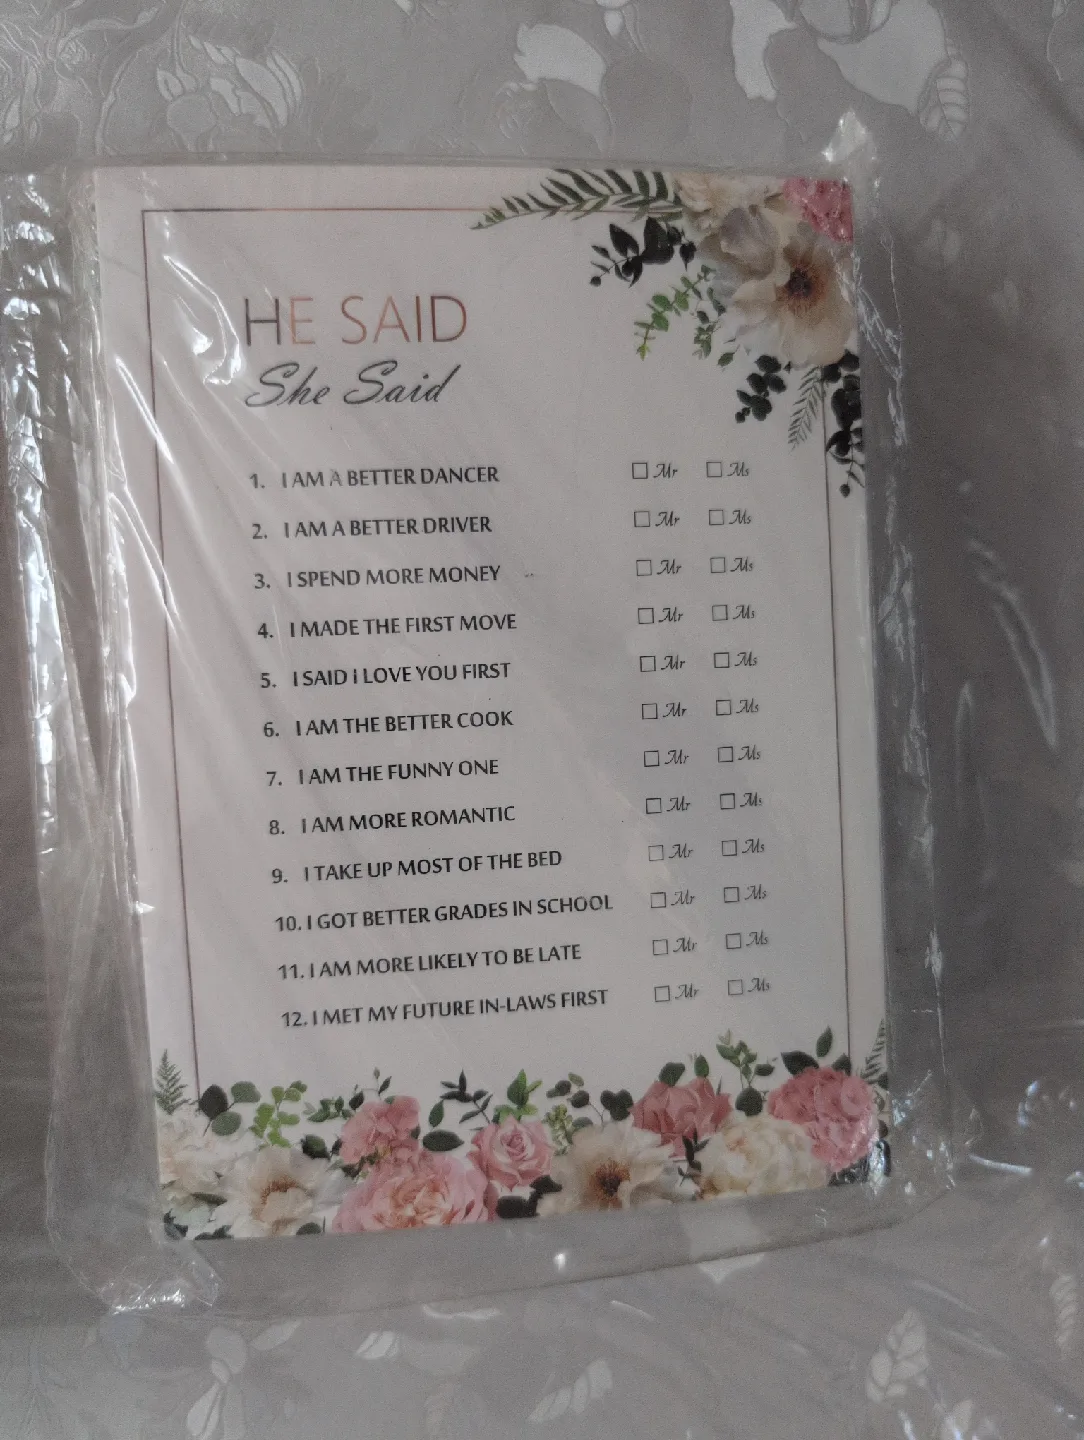 HE SAID
She Said
1. I AM A BETTER DANCER ☐ Mr ☐ Ms
2. I AM A BETTER DRIVER ☐ Mr ☐ Ms
3. I SPEND MORE MONEY ☐ Mr ☐ Ms
4. I MADE THE FIRST MOVE ☐ Mr ☐ Ms
5. I SAID I LOVE YOU FIRST ☐ Mr ☐ Ms
6. I AM THE BETTER COOK ☐ Mr ☐ Ms
7. I AM THE FUNNY ONE ☐ Mr ☐ Ms
8. I AM MORE ROMANTIC ☐ Mr ☐ Ms
9. I TAKE UP MOST OF THE BED ☐ Mr ☐ Ms
10. I GOT BETTER GRADES IN SCHOOL ☐ Mr ☐ Ms
11. I AM MORE LIKELY TO BE LATE ☐ Mr ☐ Ms
12. I MET MY FUTURE IN-LAWS FIRST ☐ Mr ☐ Ms